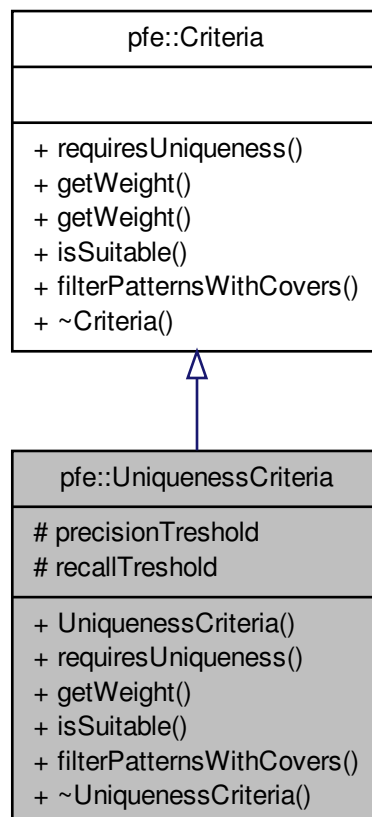 pfe::Criteria
+ requiresUniqueness()
+ getWeight()
+ getWeight()
+ isSuitable()
+ filterPatternsWithCovers()
+ ~Criteria()
pfe::UniquenessCriteria
# precisionTreshold
# recallTreshold
+ UniquenessCriteria()
+ requiresUniqueness()
+ getWeight()
+ isSuitable()
+ filterPatternsWithCovers()
+ ~UniquenessCriteria()